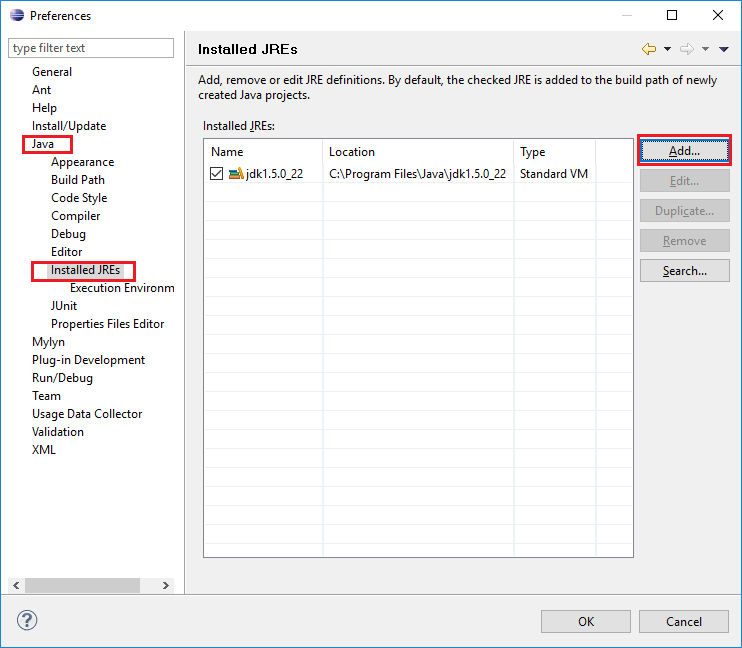 Preferences
type filter text
General
Ant
Help
Install/Update
Java
Appearance
Build Path
Code Style
Compiler
Debug
Editor
Installed JREs
Execution Environm
JUnit
Properties Files Editor
Mylyn
Plug-in Development
Run/Debug
Team
Usage Data Collector
Validation
XML
Installed JREs
Add, remove or edit JRE definitions. By default, the checked JRE is added to the build path of newly
created Java projects.
Installed JREs:
Name Location Type
jdk1.5.0_22 C:\Program Files\Java\jdk1.5.0_22 Standard VM
Add...
Edit...
Duplicate...
Remove
Search...
?
OK Cancel